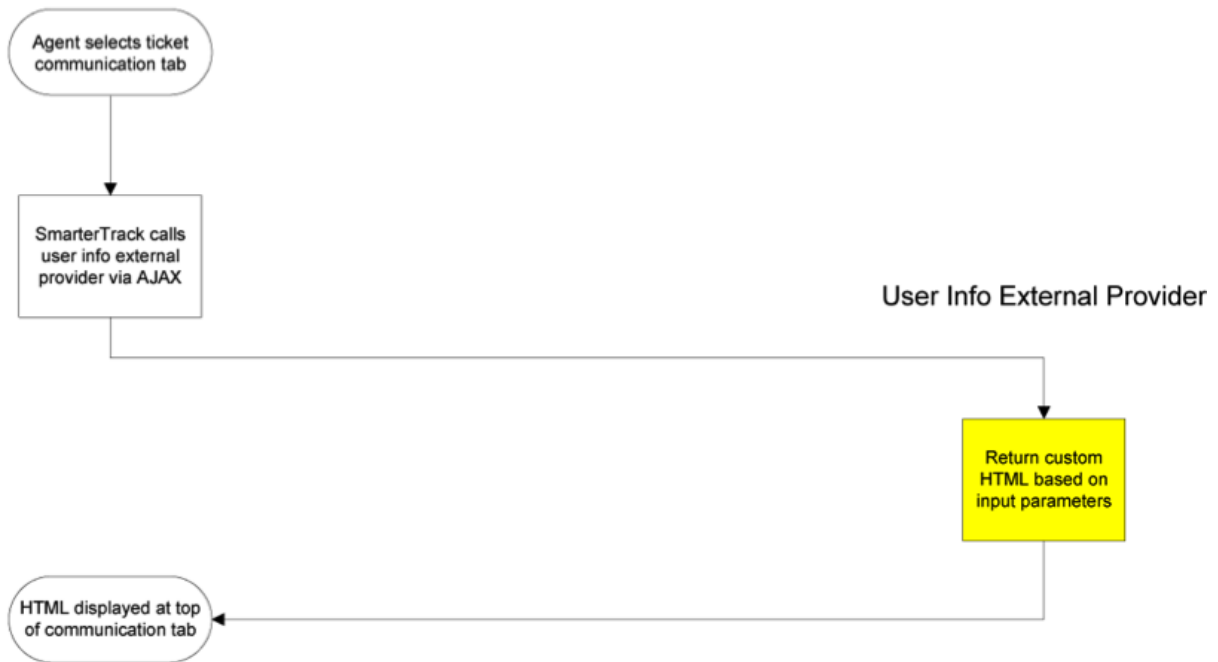 Agent selects ticket
communication tab
SmarterTrack calls
user info external
provider via AJAX
User Info External Provider
Return custom
HTML based on
input parameters
HTML displayed at top
of communication tab